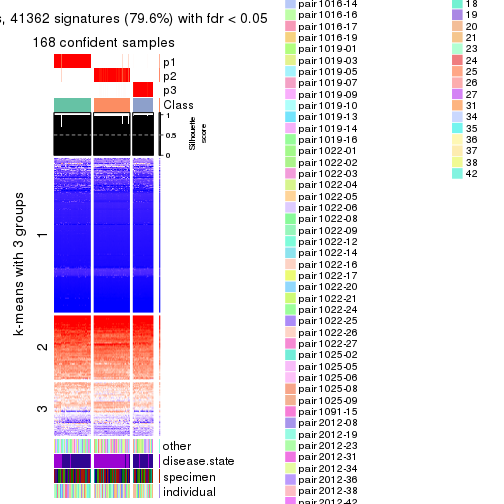 s, 41362 signatures (79.6%) with fdr < 0.05
168 confident samples
p1
p2
p3
Class
1
0.5
0
Silhouette
score
k-means with 3 groups
1
2
3
other
disease.state
specimen
individual
pair1016-14
pair1016-16
pair1016-17
pair1016-19
pair1019-01
pair1019-03
pair1019-05
pair1019-07
pair1019-09
pair1019-10
pair1019-13
pair1019-14
pair1019-16
pair1022-01
pair1022-02
pair1022-03
pair1022-04
pair1022-05
pair1022-06
pair1022-08
pair1022-09
pair1022-12
pair1022-14
pair1022-16
pair1022-17
pair1022-20
pair1022-21
pair1022-24
pair1022-25
pair1022-26
pair1022-27
pair1025-02
pair1025-05
pair1025-06
pair1025-08
pair1025-09
pair1091-15
pair2012-08
pair2012-19
pair2012-23
pair2012-31
pair2012-34
pair2012-36
pair2012-38
pair2012-42
18
19
20
21
23
24
25
26
27
31
34
35
36
37
38
42